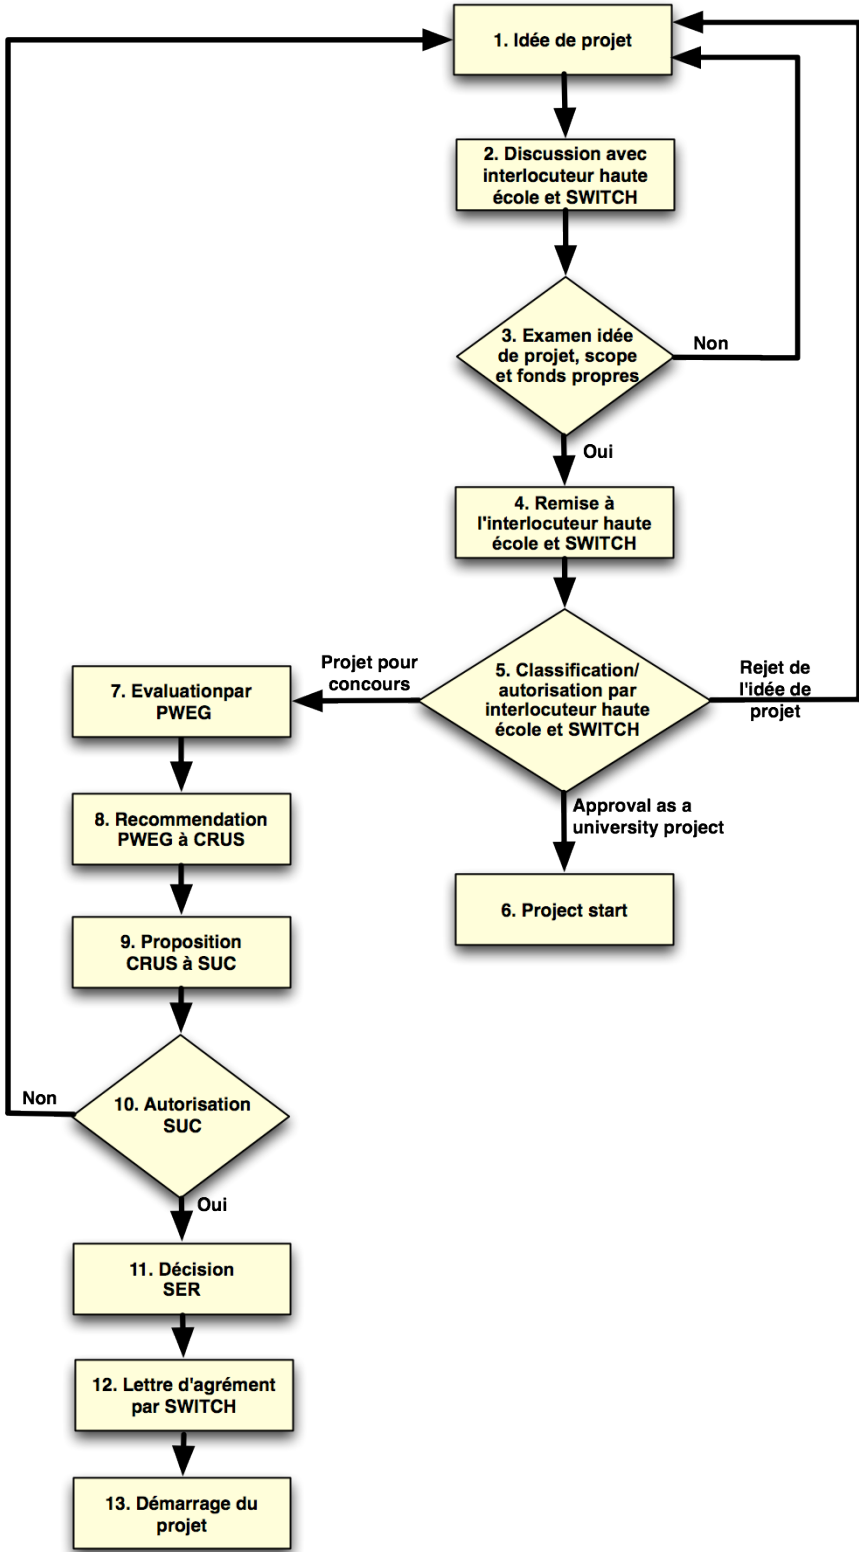 1. Idée de projet
2. Discussion avec
interlocuteur haute
école et SWITCH
3. Examen idée
de projet, scope
et fonds propres
Non
Oui
4. Remise à
l'interlocuteur haute
école et SWITCH
5. Classification/
autorisation par
interlocuteur haute
école et SWITCH
Projet pour
concours
Rejet de
l'idée de
projet
Approval as a
university project
6. Project start
7. Evaluationpar
PWEG
8. Recommendation
PWEG à CRUS
9. Proposition
CRUS à SUC
10. Autorisation
SUC
Non
Oui
11. Décision
SER
12. Lettre d'agrément
par SWITCH
13. Démarrage du
projet